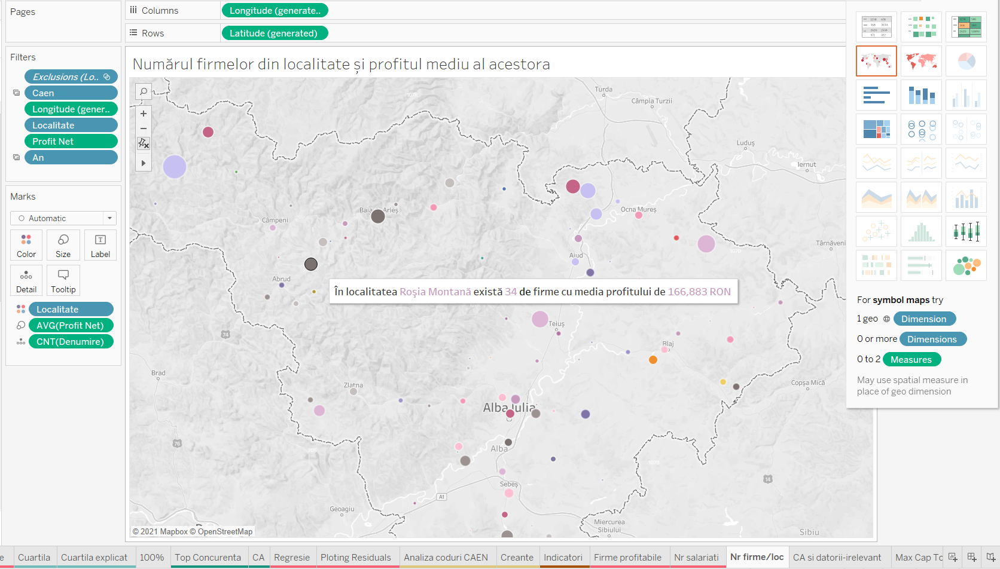 Pages
Columns
Longitude (generate..
Rows
Latitude (generated)
Filters
Exclusions (Lo..
Caen
Longitude (gener..
Localitate
Profit Net
An
Marks
Automatic
Color
Size
Label
Detail
Tooltip
Localitate
AVG(Profit Net)
CNT(Denumire)
Numărul firmelor din localitate și profitul mediu al acestora
Turda
Câmpia Turzii
Luduș
Iernut
Ocna Mureș
Câmpeni
Baia de Arieș
Târnăveni
1070
Aiud
Abrud
În localitatea Roşia Montană există 34 de firme cu media profitului de 166,883 RON
Teiuș
74
Blaj
Brad
Zlatna
Copșa Mică
Alba Iulia
76
Alba
1070
14
Sebeș
A1
Geoagiu
Miercurea
Sibiului
Sibiu
© 2021 Mapbox © OpenStreetMap
For symbol maps try
1 geo Dimension
0 or more Dimensions
0 to 2 Measures
May use spatial measure in
place of geo dimension
e
Cuartila
Cuartila explicat
100%
Top Concurenta
CA
Regresie
Ploting Residuals
Analiza coduri CAEN
Creante
Indicatori
Firme profitabile
Nr salariati
Nr firme/loc
CA si datorii-irelevant
Max Cap To